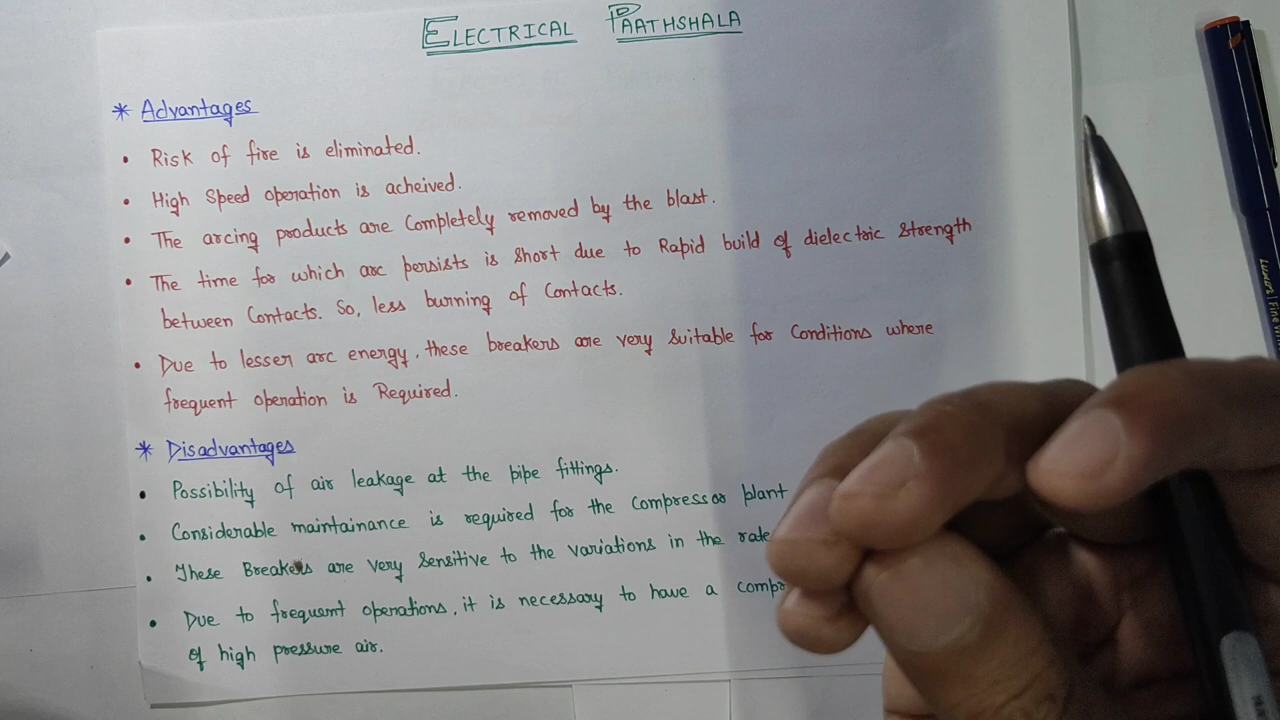 ELECTRICAL PAATHSHALA
* Advantages
• Risk of fire is eliminated.
• High Speed operation is acheived.
• The arcing products are Completely removed by the blast.
• The time for which arc persists is short due to Rapid build of dielectric strength
between Contacts. So, less burning of Contacts.
• Due to lesser arc energy, these breakers are very suitable for Conditions where
frequent operation is Required.
* Disadvantages
• Possibility of air leakage at the pipe fittings.
• Considerable maintainance is required for the Compressor plant
• These Breakers are very Sensitive to the variations in the rate
• Due to frequent operations, it is necessary to have a
of high pressure air.
Luxor | Fine